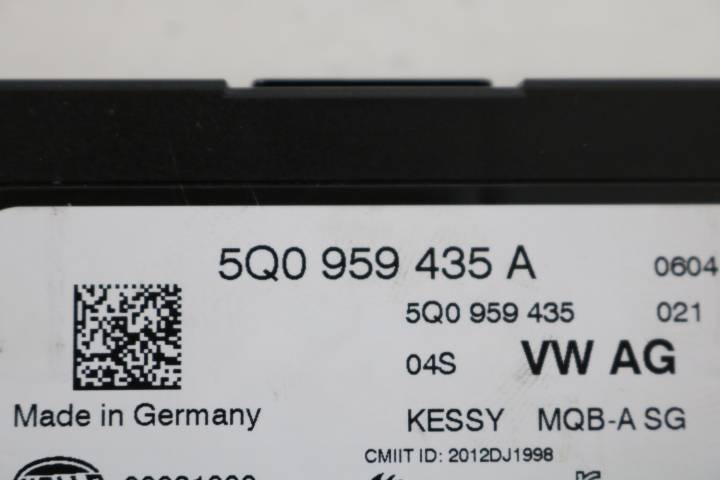 5Q0 959 435 A 0604
5Q0 959 435 021
04S VW AG
Made in Germany KESSY MQB-A SG
CMIIT ID: 2012DJ1998